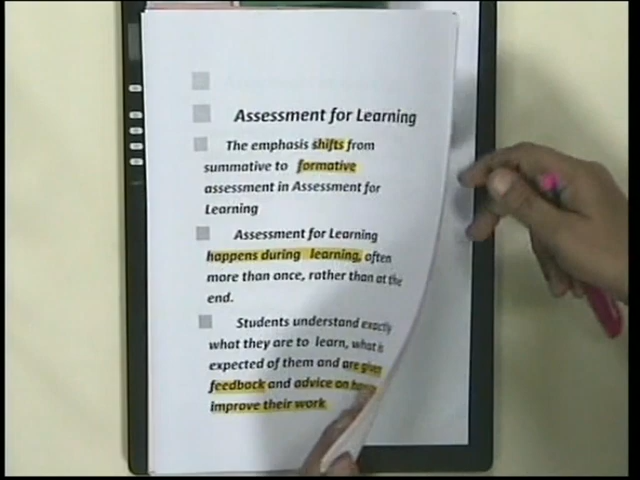 Assessment for Learning
The emphasis shifts from
summative to formative
assessment in Assessment for
Learning
Assessment for Learning
happens during learning, often
more than once, rather than at the
end.
Students understand exactly
what they are to learn, what is
expected of them and are given
feedback and advice on how
improve their work